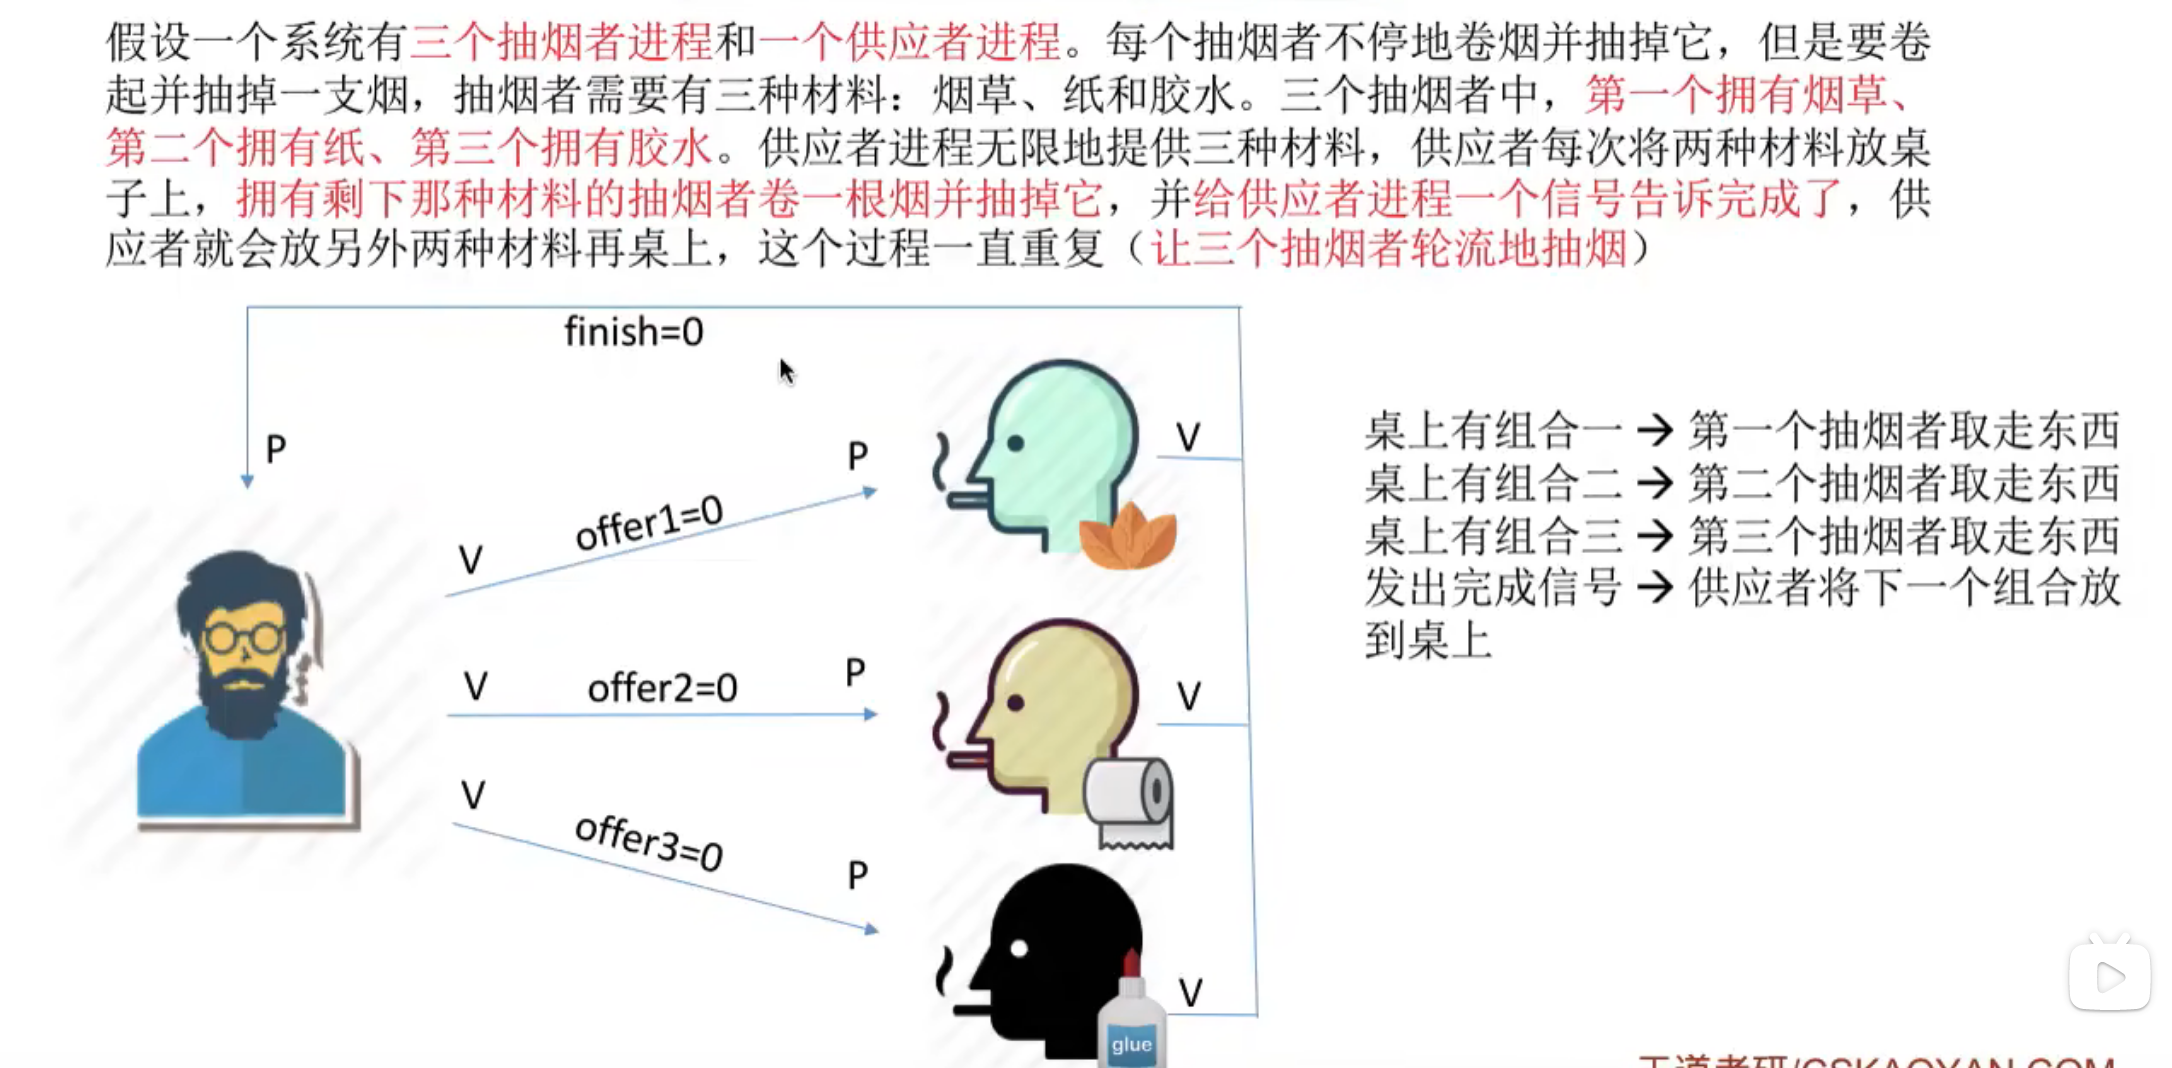 假设一个系统有三个抽烟者进程和一个供应者进程。每个抽烟者不停地卷烟并抽掉它，但是要卷
起并抽掉一支烟，抽烟者需要有三种材料：烟草、纸和胶水。三个抽烟者中，第一个拥有烟草、
第二个拥有纸、第三个拥有胶水。供应者进程无限地提供三种材料，供应者每次将两种材料放桌
子上，拥有剩下那种材料的抽烟者卷一根烟并抽掉它，并给供应者进程一个信号告诉完成了，供
应者就会放另外两种材料再桌上，这个过程一直重复（让三个抽烟者轮流地抽烟）
finish=0
P
V
offer1=0
P
V
V
offer2=0
P
V
V
offer3=0
P
V
glue
桌上有组合一 → 第一个抽烟者取走东西
桌上有组合二 → 第二个抽烟者取走东西
桌上有组合三 → 第三个抽烟者取走东西
发出完成信号 → 供应者将下一个组合放
到桌上
王道考研/CSKAOYAN.COM